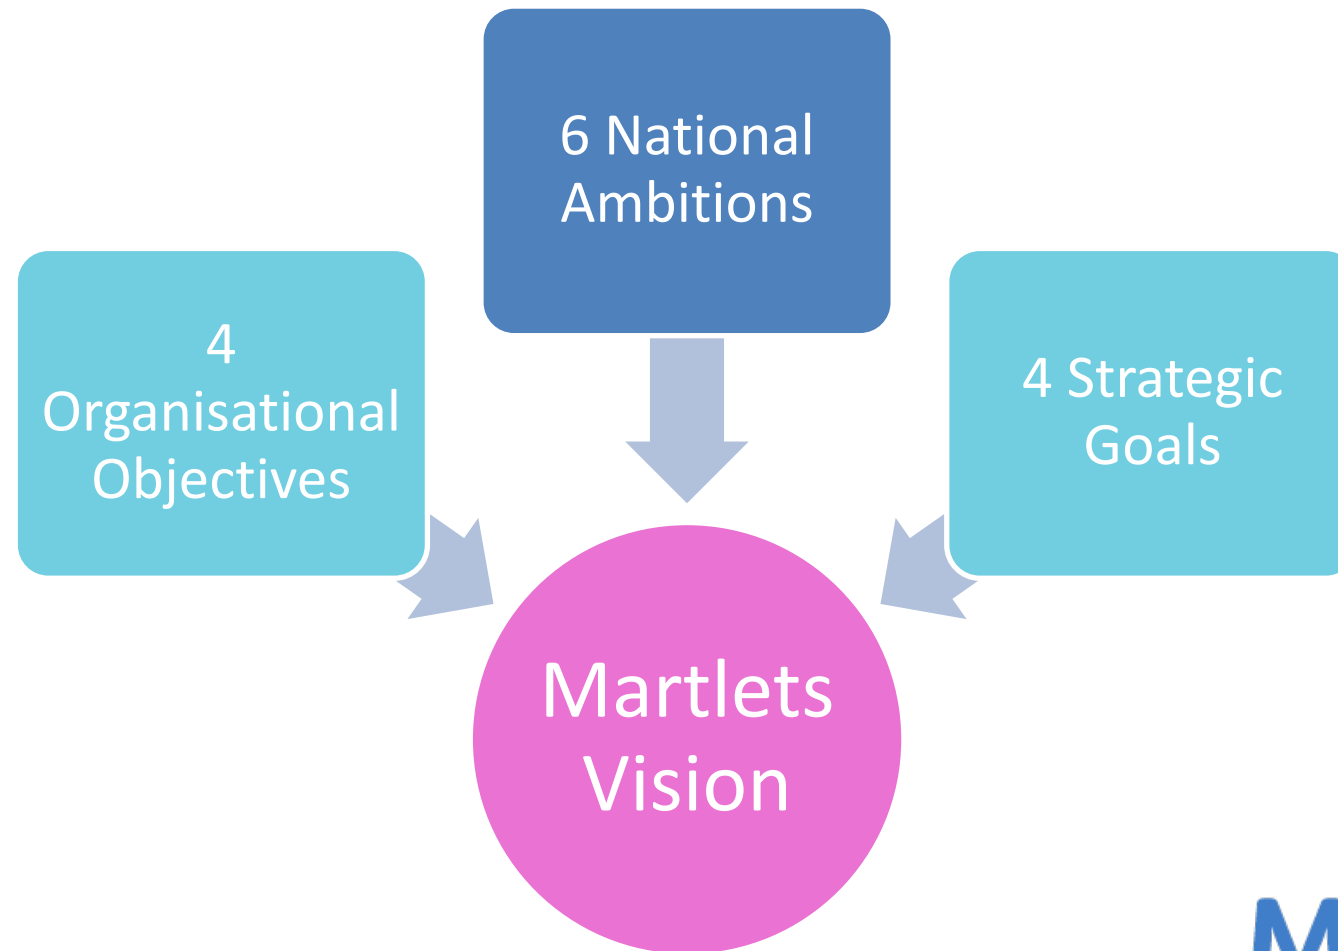 6 National
Ambitions
4
Organisational
Objectives
4 Strategic
Goals
Martlets
Vision
M